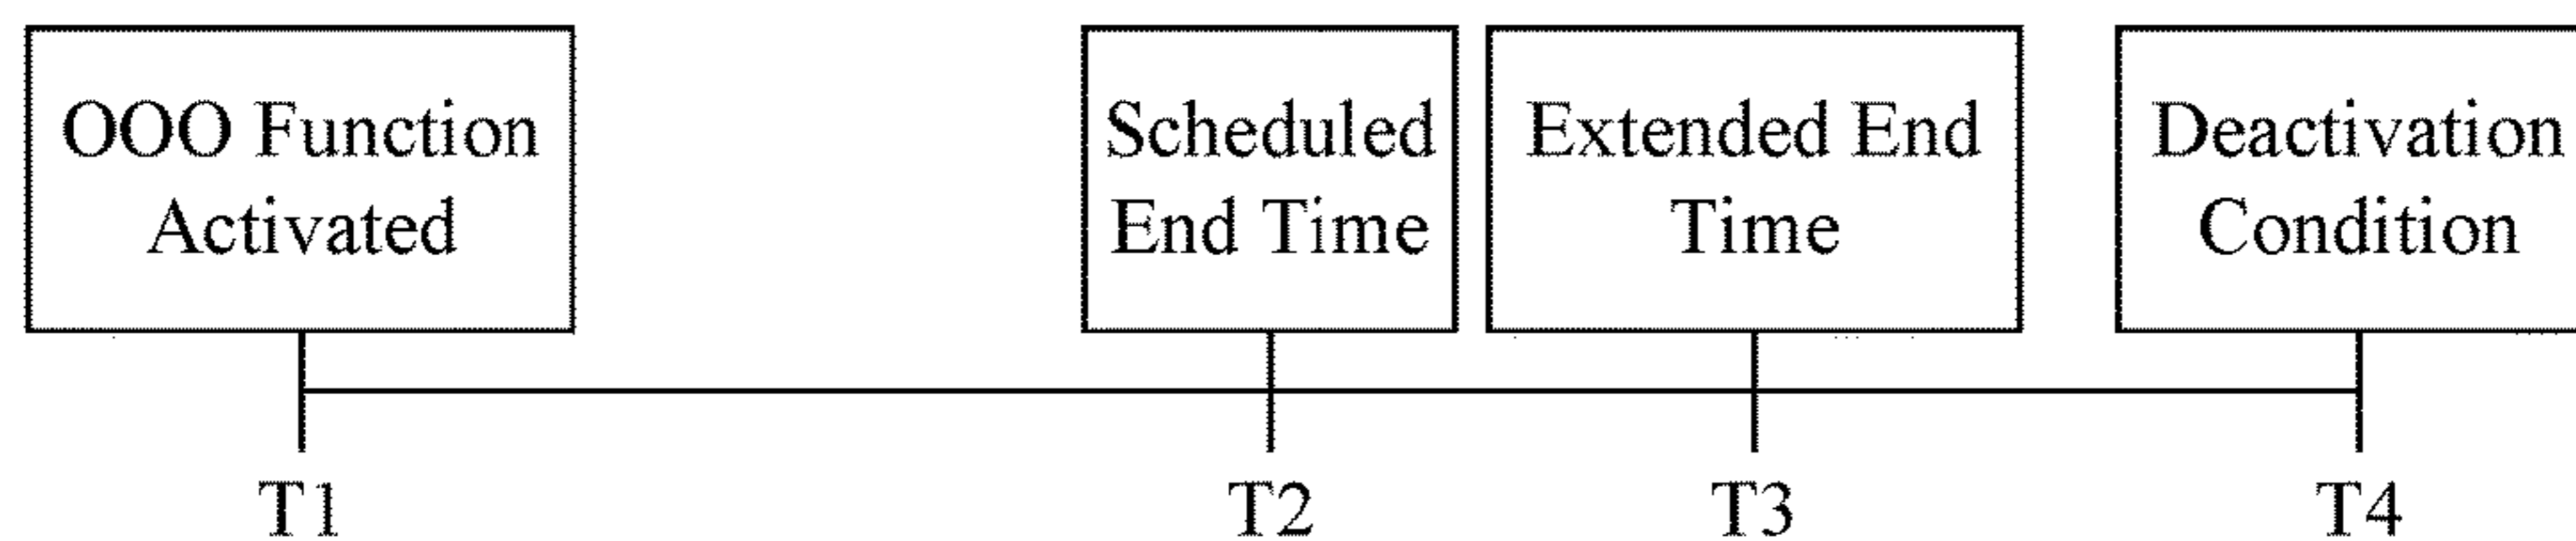 OOO Function
Activated
Scheduled
End Time
Extended End
Time
Deactivation
Condition
T1
T2
T3
T4